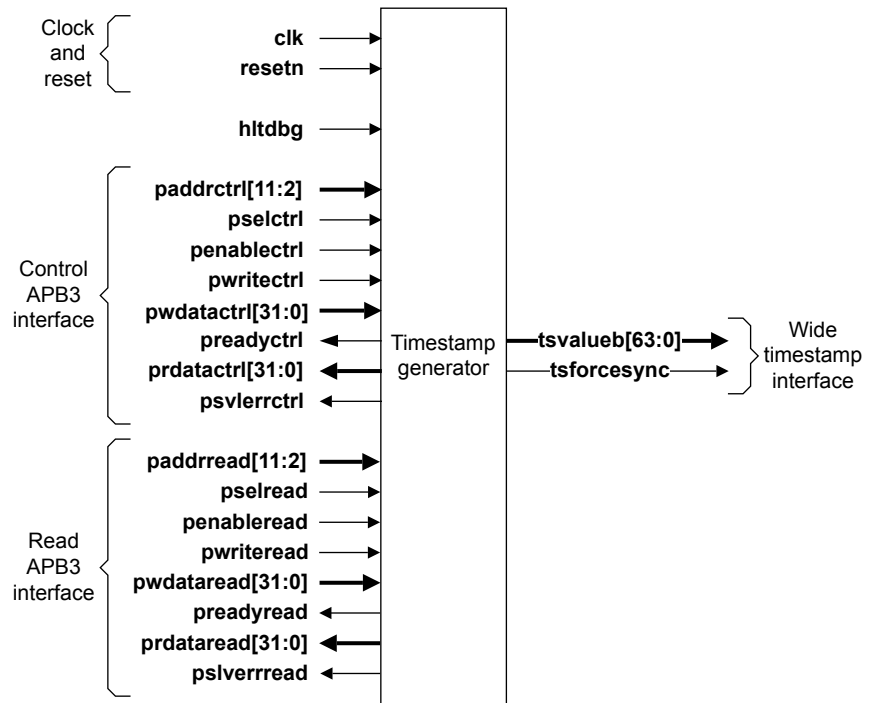 Clock
and
reset
clk
resetn
hltdbg
Control
APB3
interface
paddrctrl[11:2]
pselctrl
penablectrl
pwritectrl
pwdatactrl[31:0]
preadyctrl
prdatactrl[31:0]
psvlerrctrl
Read
APB3
interface
paddrread[11:2]
pselread
penableread
pwriteread
pwdataread[31:0]
preadyread
prdataread[31:0]
pslverrread
Timestamp
generator
tsvalueb[63:0]
tsforcesync
Wide
timestamp
interface